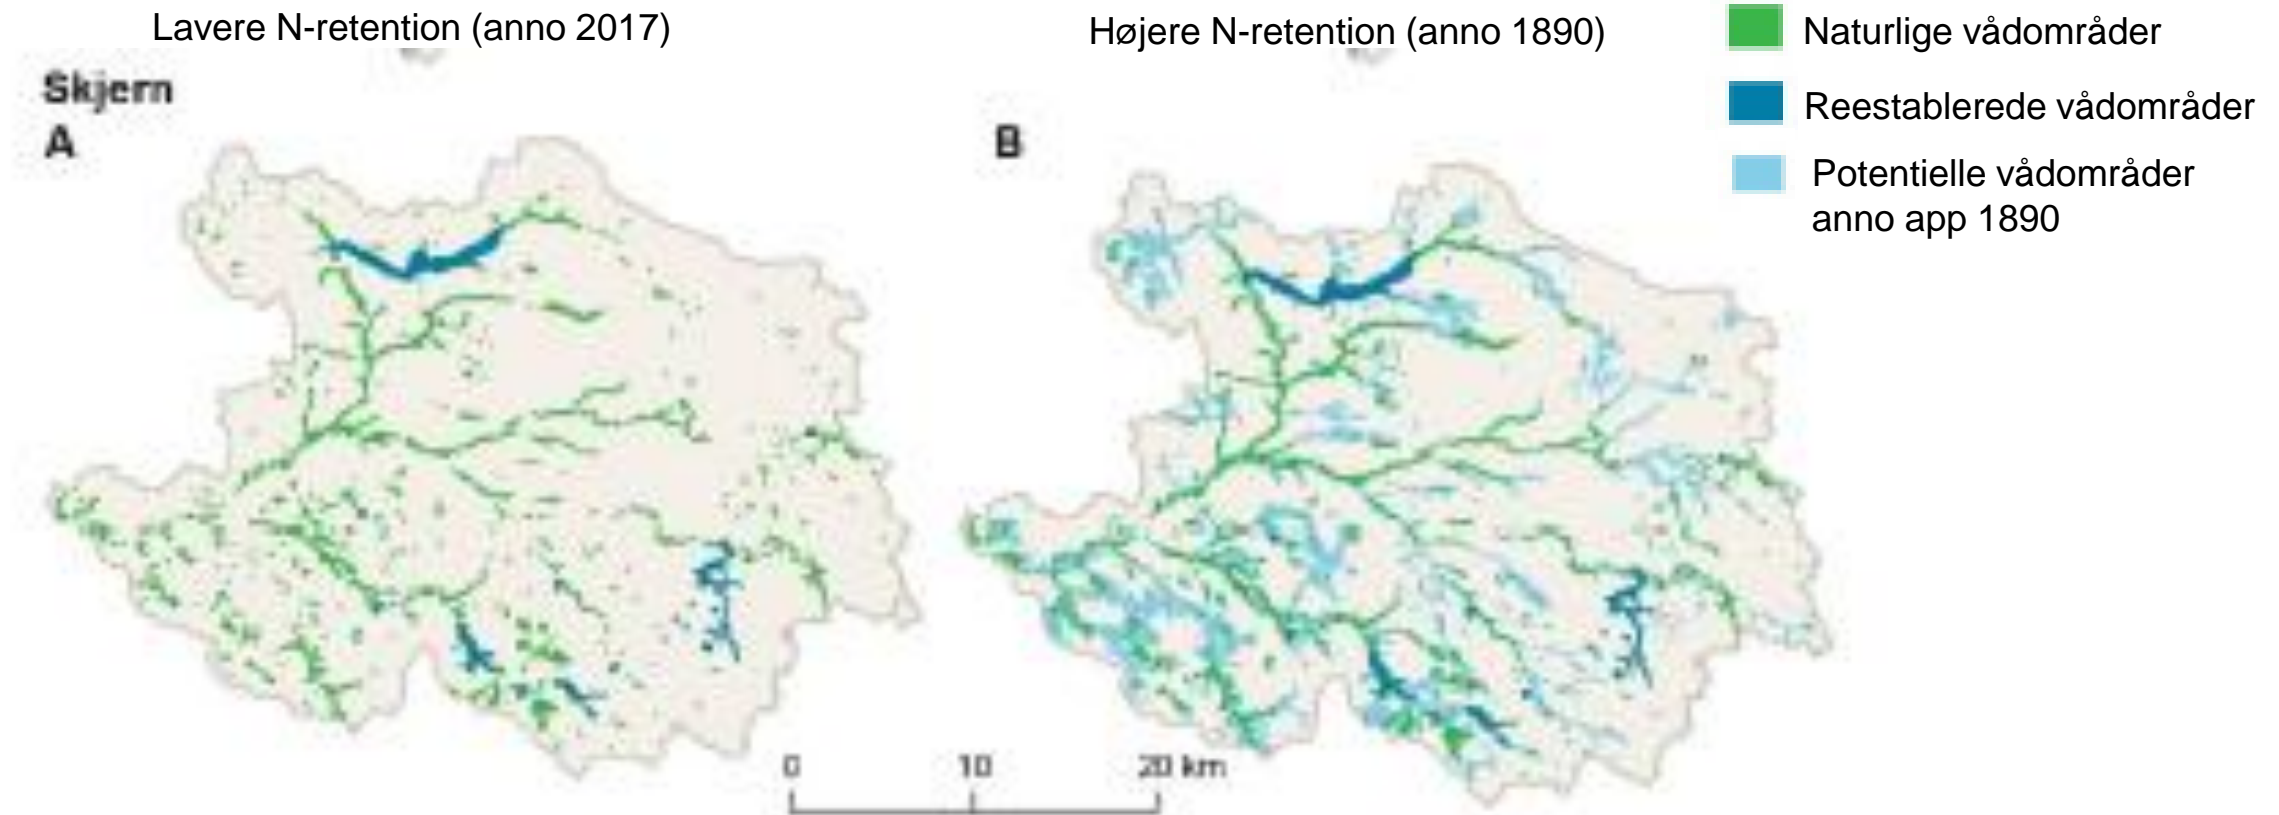 Lavere N-retention (anno 2017)
Højere N-retention (anno 1890)
Naturlige vådområder
Reestablerede vådområder
Potentielle vådområder
anno app 1890
Skjern
A
B
0 10 20 km